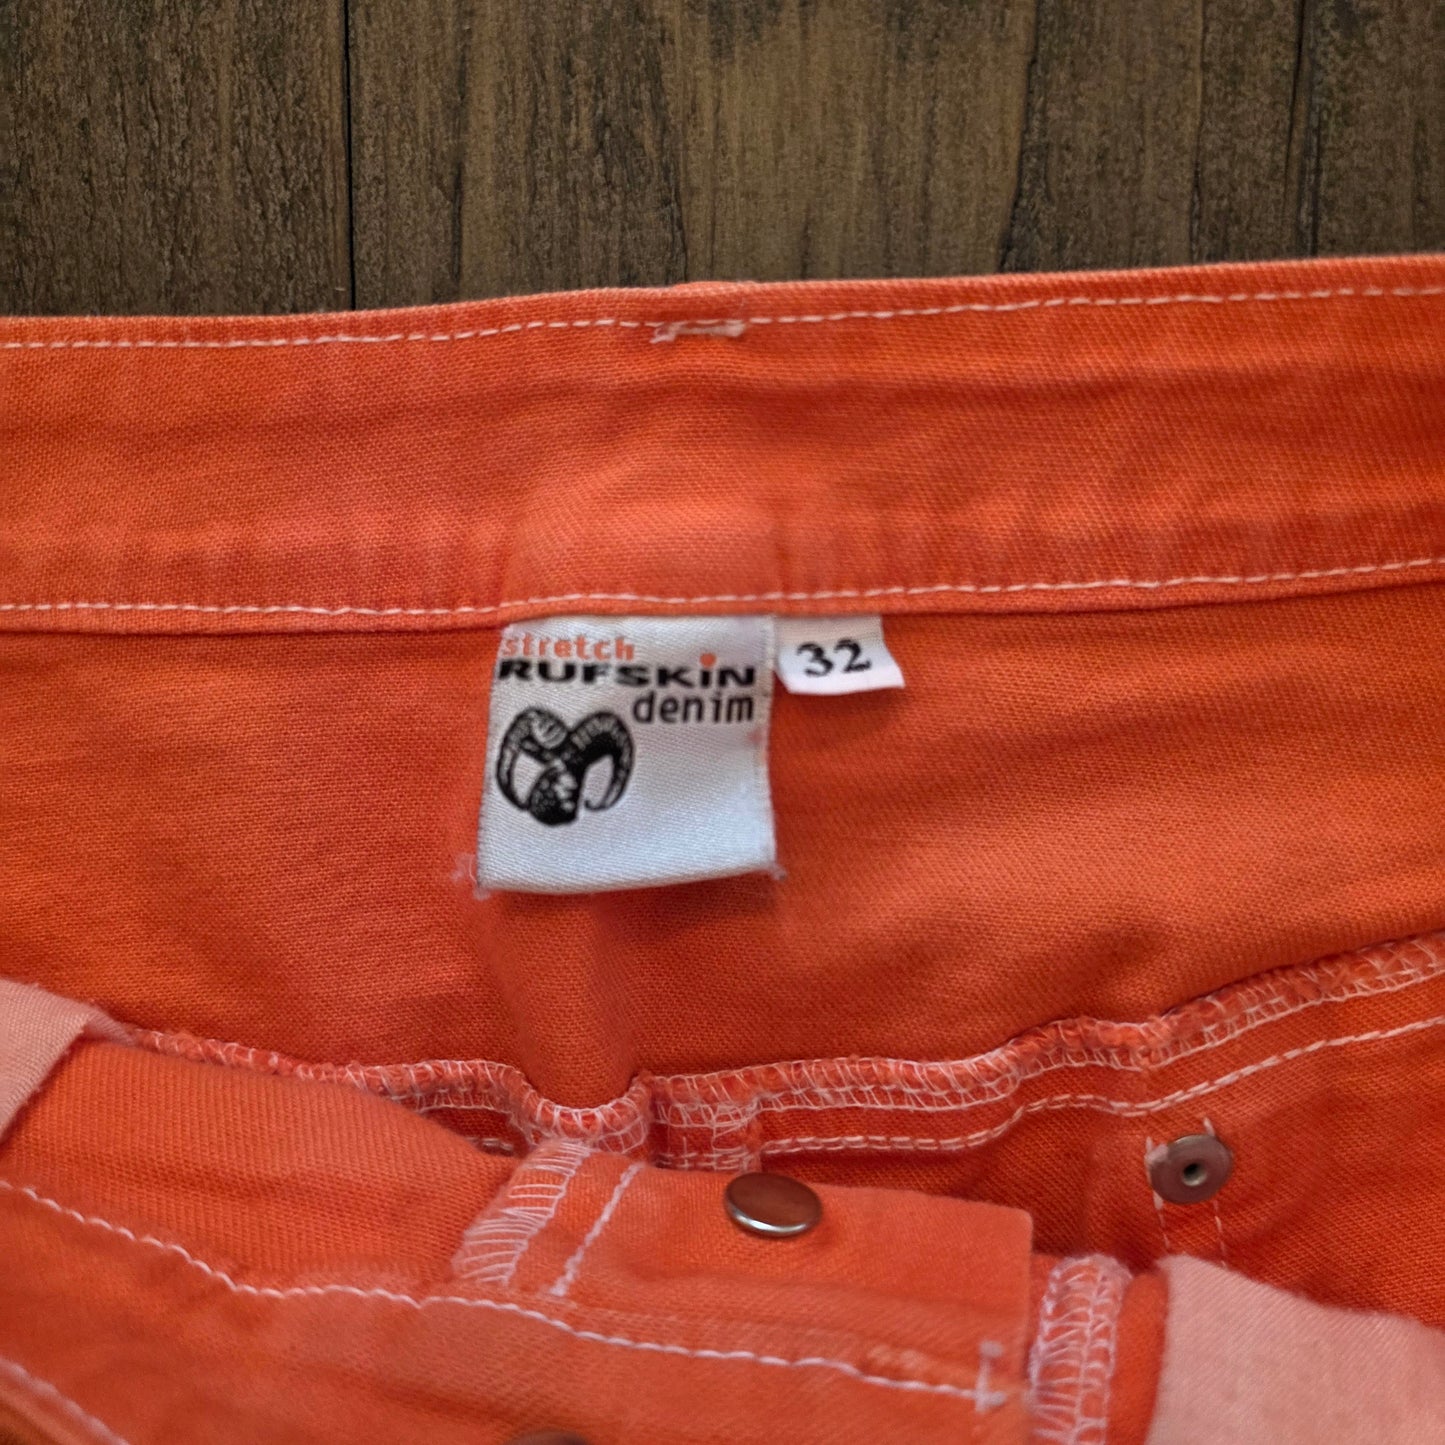 stretch
RUFSKiN
denim
32